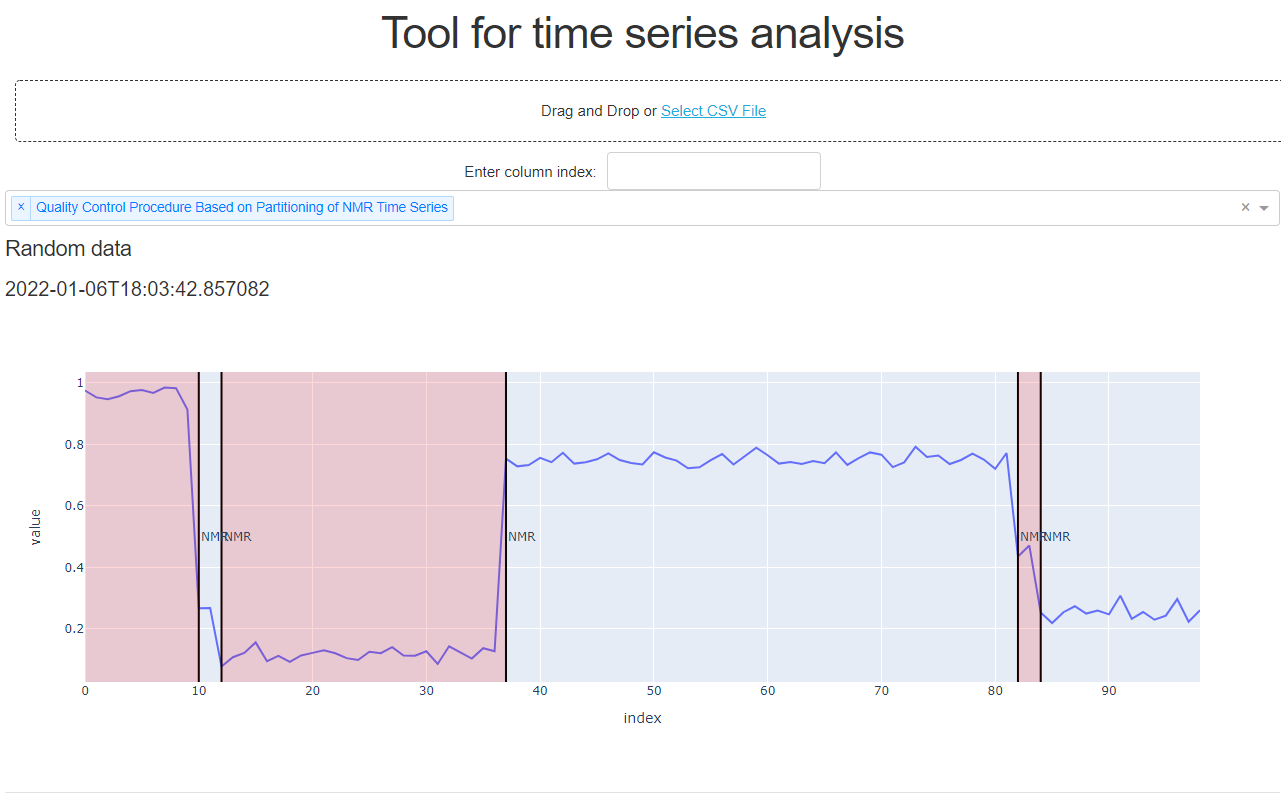 Tool for time series analysis
Drag and Drop or Select CSV File
Enter column index:
× Quality Control Procedure Based on Partitioning of NMR Time Series ×
Random data
2022-01-06T18:03:42.857082
1
0.8
0.6
0.4
0.2
value
NMR NMR NMR NMR NMR
0 10 20 30 40 50 60 70 80 90
index